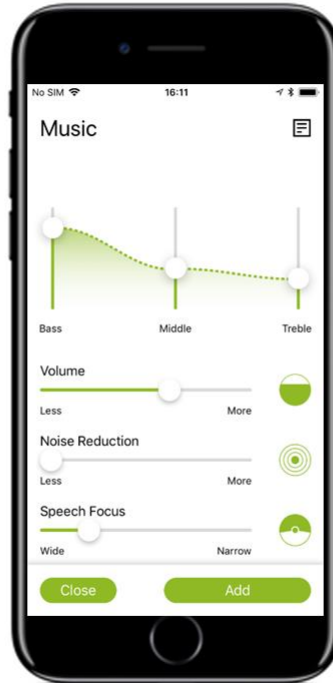 No SIM 16:11
Music
Bass Middle Treble
Volume
Less More
Noise Reduction
Less More
Speech Focus
Wide Narrow
Close Add